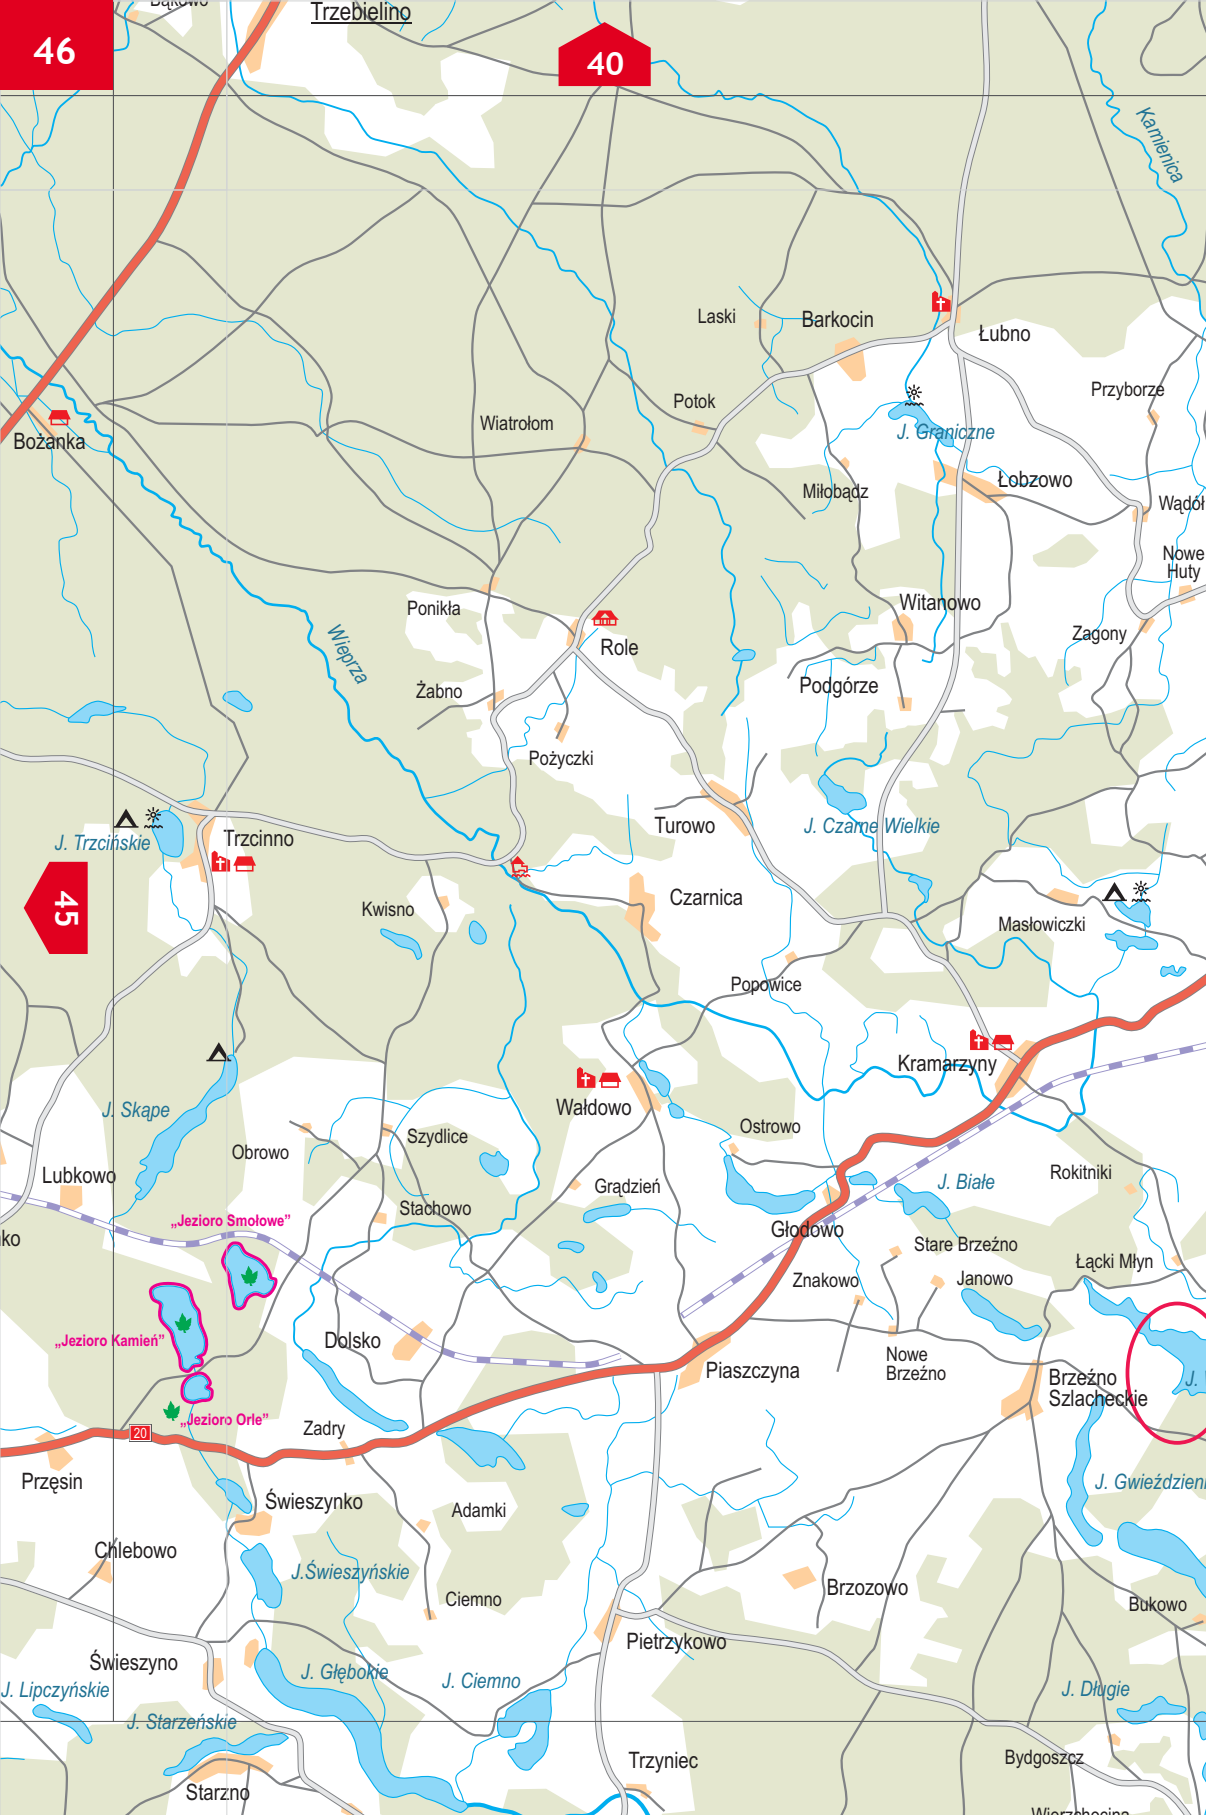 Bąkowo
Trzebielino
46
40
Kamienica
Laski
Barkocin
Łubno
Przyborze
Potok
Wiatrołom
J. Graniczne
Bożanka
Łobzowo
Miłobądz
Wądół
Nowe
Huty
Ponikła
Witanowo
Wieprza
Role
Zagony
Żabno
Podgórze
Pożyczki
J. Trzcińskie
Trzcinno
Turowo
J. Czarne Wielkie
45
Kwisno
Czarnica
Masłowiczki
Popowice
Kramarzyny
J. Skąpe
Wałdowo
Ostrowo
Szydlice
Obrowo
Lubkowo
Grądzień
J. Białe
Rokitniki
Stachowo
„Jezioro Smołowe”
Głodowo
ko
Stare Brzeźno
Łącki Młyn
Znakowo
Janowo
„Jezioro Kamień”
Dolsko
Piaszczyna
Nowe
Brzeźno
Brzeźno
Szlacheckie
J.
„Jezioro Orle”
20
Zadry
Przęsin
J. Gwieździen
Świeszynko
Adamki
Chlebowo
J.Świeszyńskie
Ciemno
Brzozowo
Bukowo
Pietrzykowo
Świeszyno
J. Głębokie
J. Ciemno
J. Lipczyńskie
J. Długie
J. Starzeńskie
Trzyniec
Bydgoszcz
Starzno
Wierzchocina